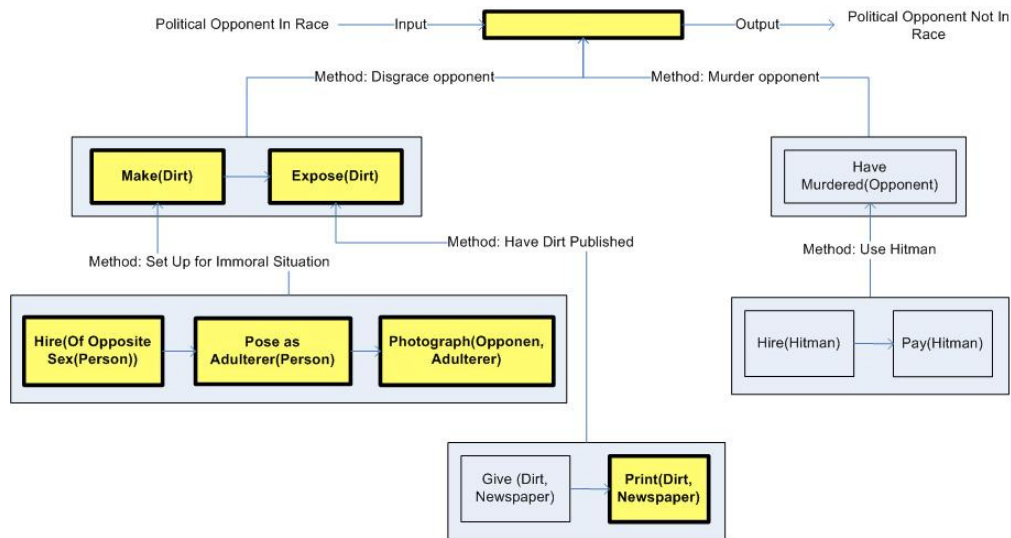 Political Opponent In Race
Input
Output
Political Opponent Not In
Race
Method: Disgrace opponent
Method: Murder opponent
Make(Dirt)
Expose(Dirt)
Have
Murdered(Opponent)
Method: Have Dirt Published
Method: Set Up for Immoral Situation
Method: Use Hitman
Hire(Of Opposite
Sex(Person))
Pose as
Adulterer(Person)
Photograph(Opponen,
Adulterer)
Hire(Hitman)
Pay(Hitman)
Give (Dirt,
Newspaper)
Print(Dirt,
Newspaper)